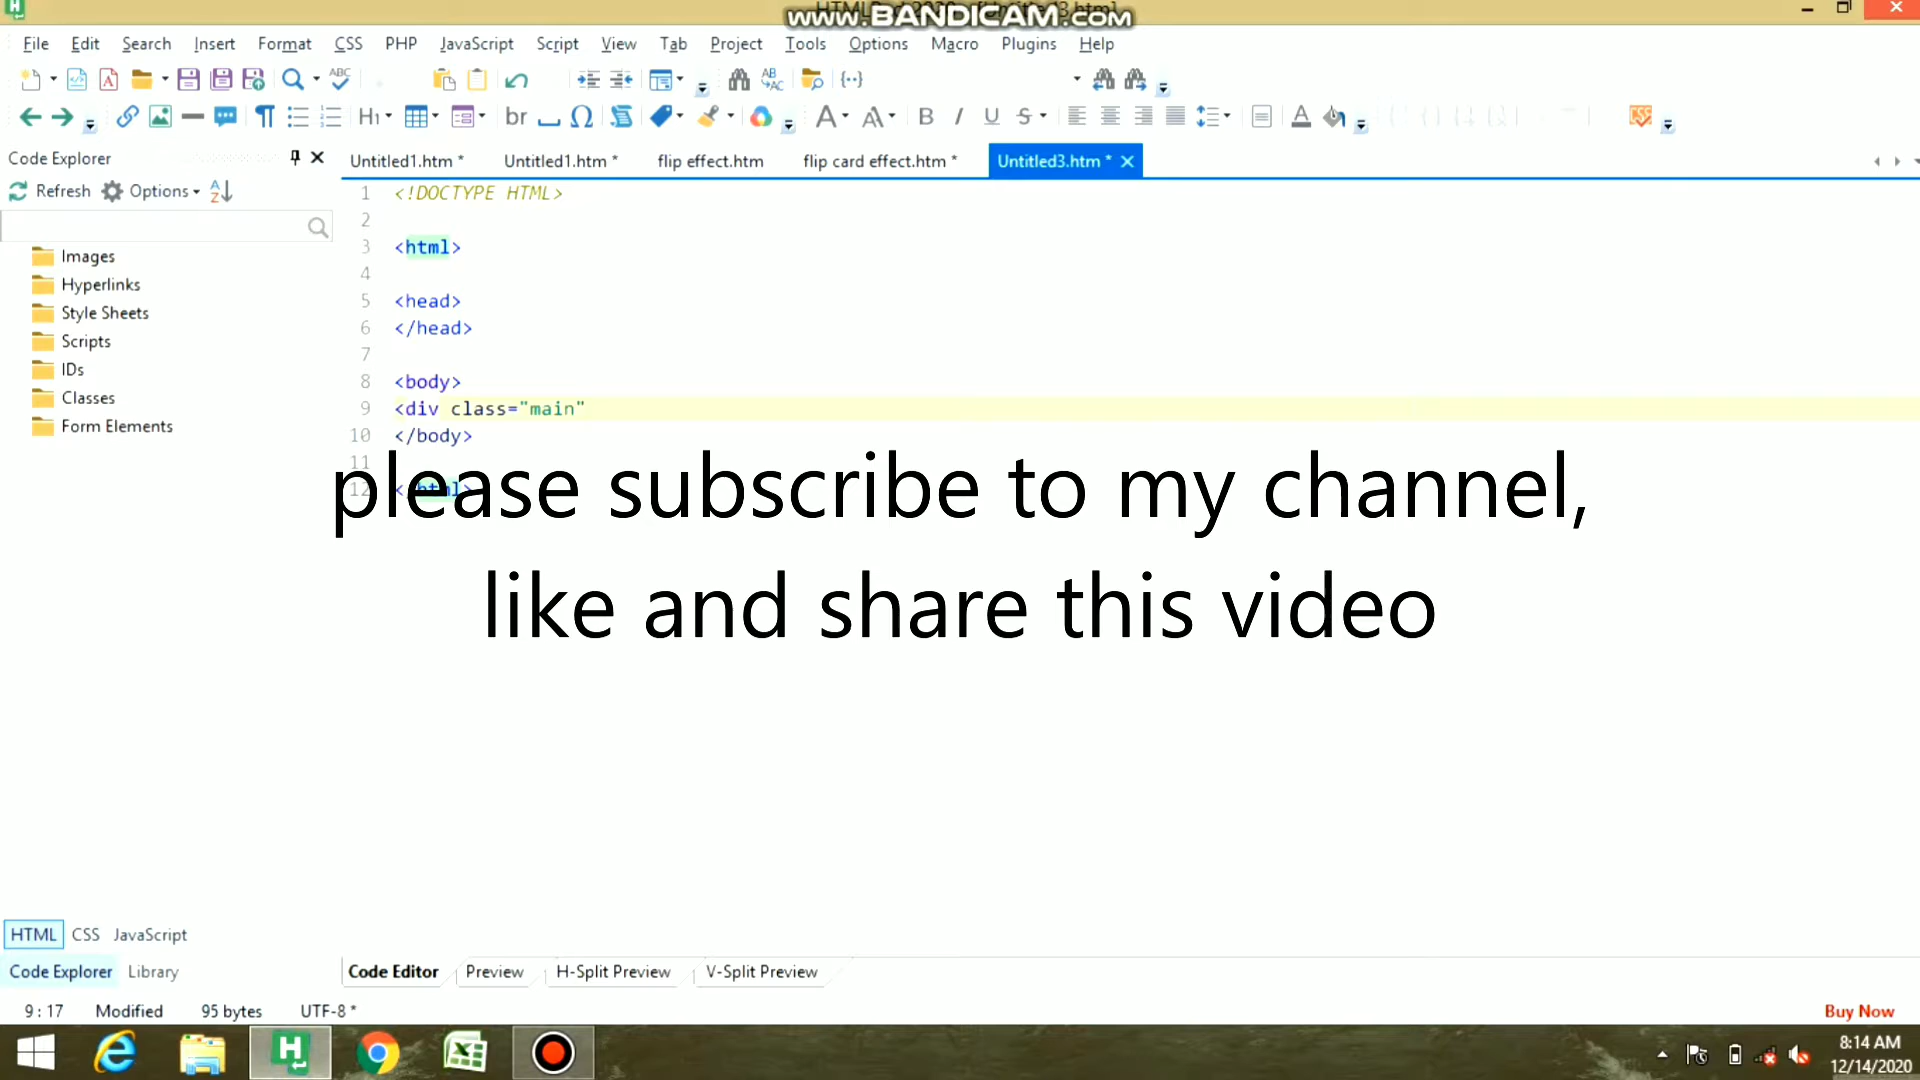 www.BANDICAM.com
File Edit Search Insert Format CSS PHP JavaScript Script View Tab Project Tools Options Macro Plugins Help
ABC
H1 br A A B I U S A
Code Explorer
Untitled1.htm * Untitled1.htm * flip effect.htm flip card effect.htm * Untitled3.htm *
Refresh Options
1 <!DOCTYPE HTML>
2
3 <html>
4
5 <head>
6 </head>
7
8 <body>
9 <div class="main"
10 </body>
11
12 </html>
Images
Hyperlinks
Style Sheets
Scripts
IDs
Classes
Form Elements
please subscribe to my channel,
like and share this video
HTML CSS JavaScript
Code Explorer Library
Code Editor Preview H-Split Preview V-Split Preview
9 : 17 Modified 95 bytes UTF-8 *
Buy Now
8:14 AM
12/14/2020